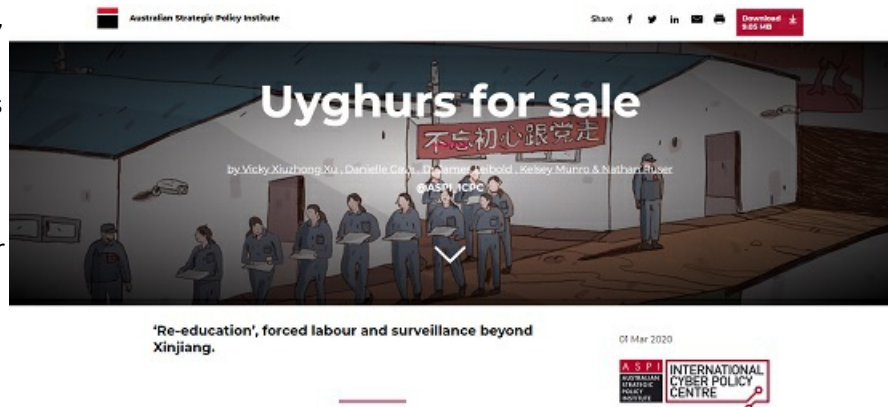 Australian Strategic Policy Institute
Share
Download
9.85 MB
Uyghurs for sale
不忘初心跟党走
by Vicky Xiuzhong Xu , Danielle Cave , Dr James Leibold , Kelsey Munro & Nathan Ruser
@ASPI_ICPC
‘Re-education’, forced labour and surveillance beyond
Xinjiang.
01 Mar 2020
ASPI
AUSTRALIAN
STRATEGIC
POLICY
INSTITUTE
INTERNATIONAL
CYBER POLICY
CENTRE